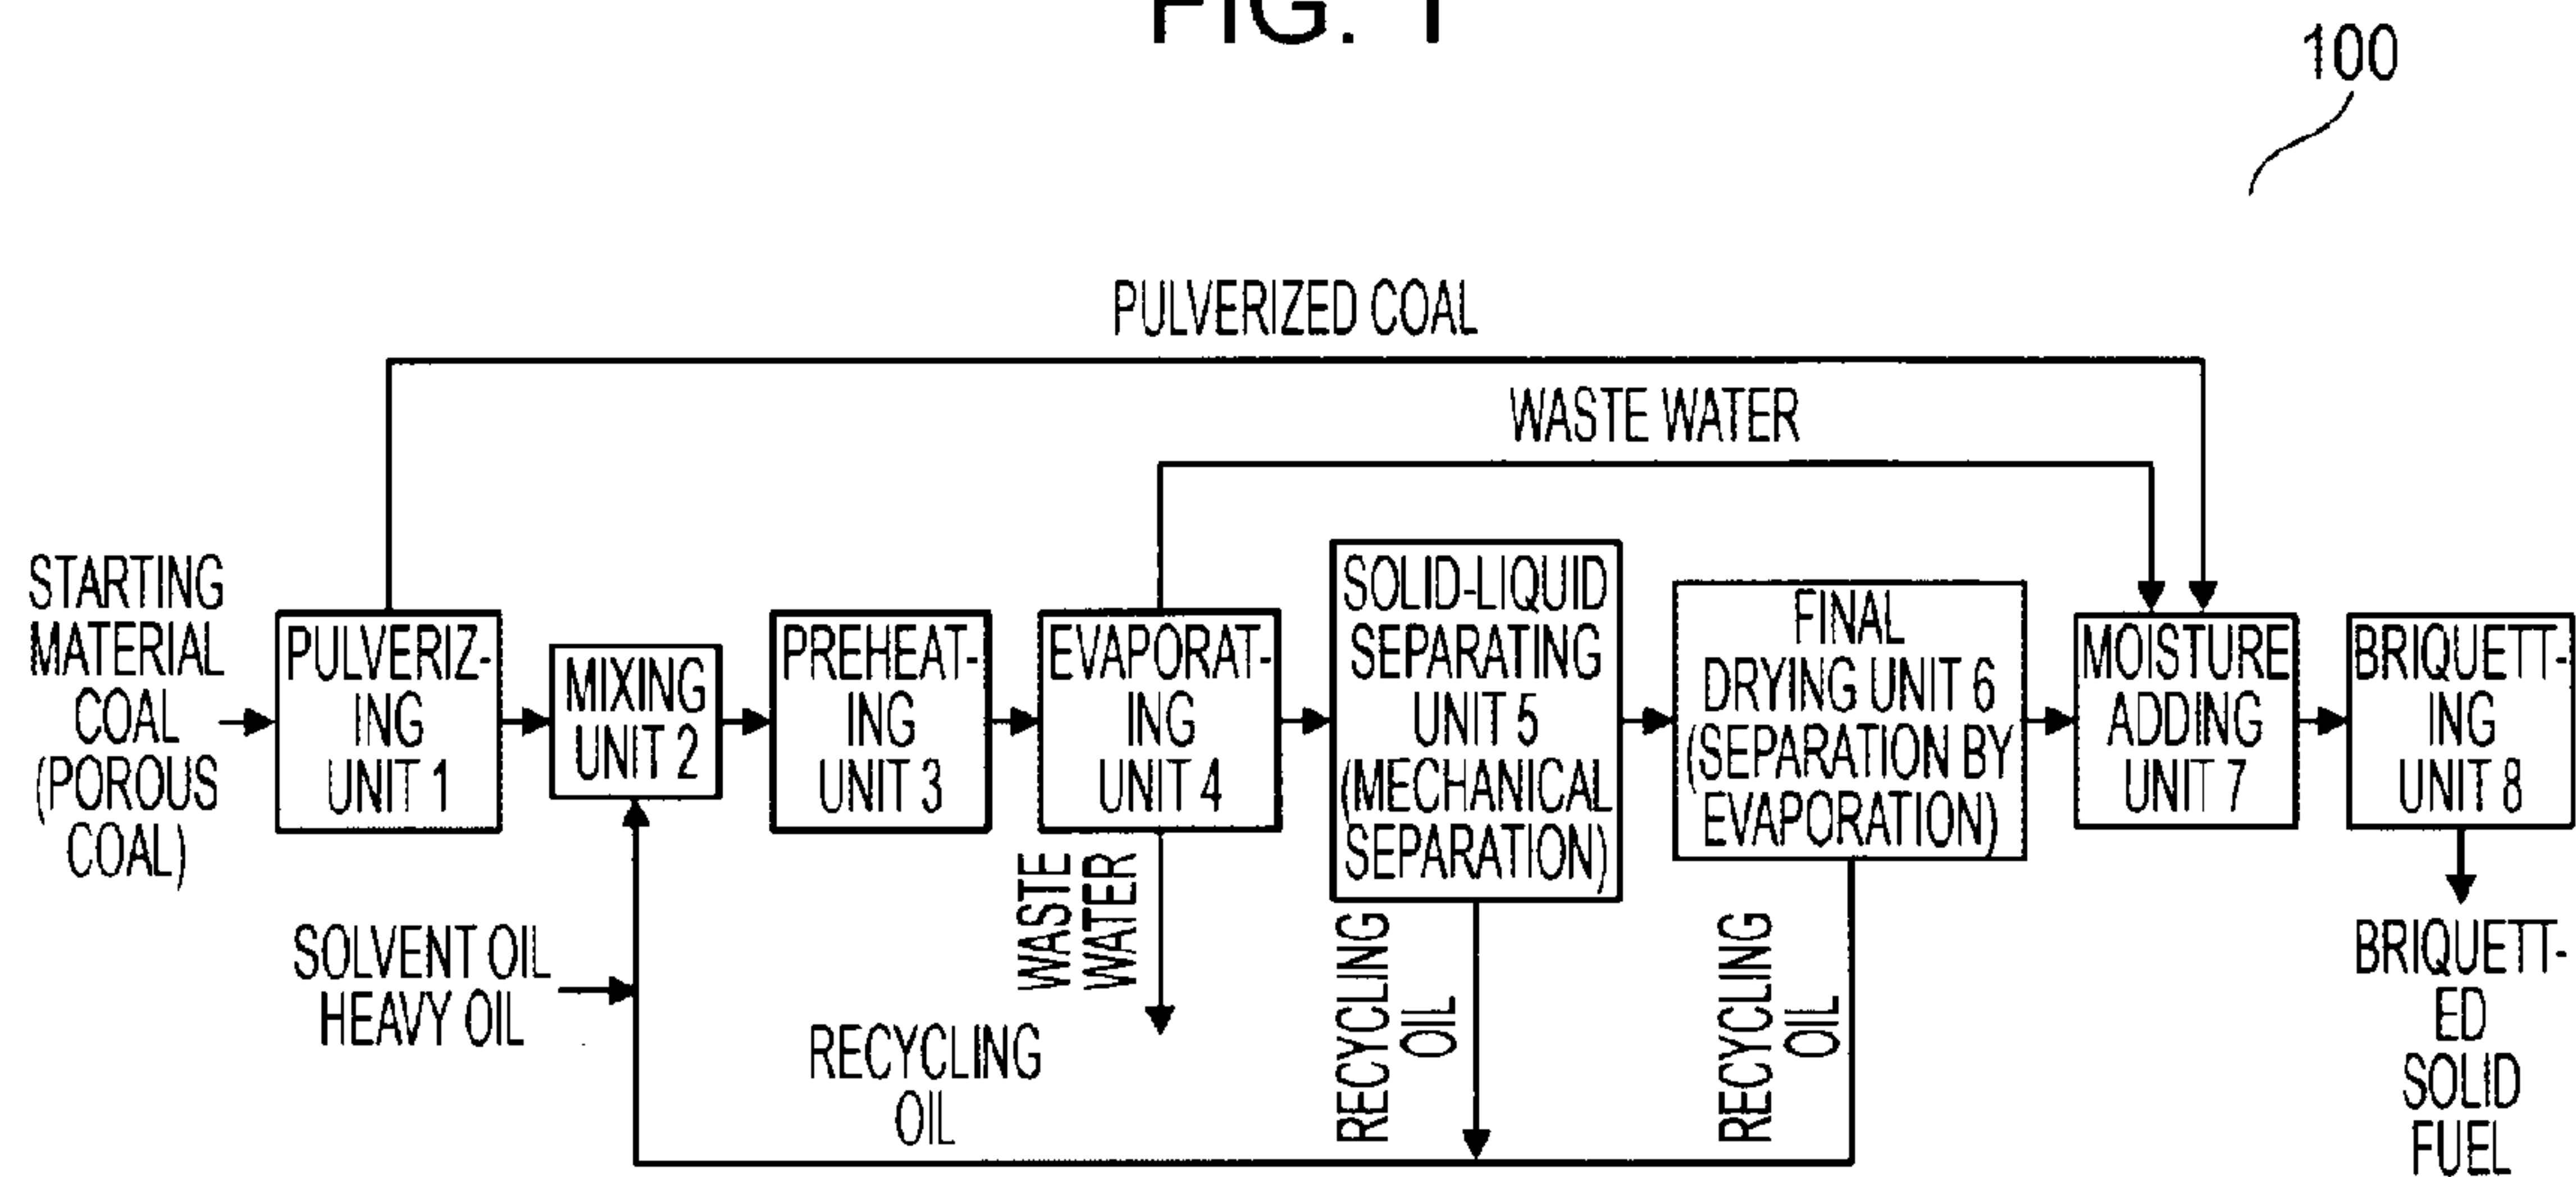 FIG. 1
100
PULVERIZED COAL
WASTE WATER
STARTING
MATERIAL
COAL
(POROUS
COAL)
PULVERIZ-
ING
UNIT 1
MIXING
UNIT 2
PREHEAT-
ING
UNIT 3
EVAPORAT-
ING
UNIT 4
SOLID-LIQUID
SEPARATING
UNIT 5
(MECHANICAL
SEPARATION)
FINAL
DRYING UNIT 6
(SEPARATION BY
EVAPORATION)
MOISTURE
ADDING
UNIT 7
BRIQUETT-
ING
UNIT 8
SOLVENT OIL
HEAVY OIL
RECYCLING
OIL
WASTE
WATER
RECYCLING
OIL
RECYCLING
OIL
BRIQUETT-
ED
SOLID
FUEL